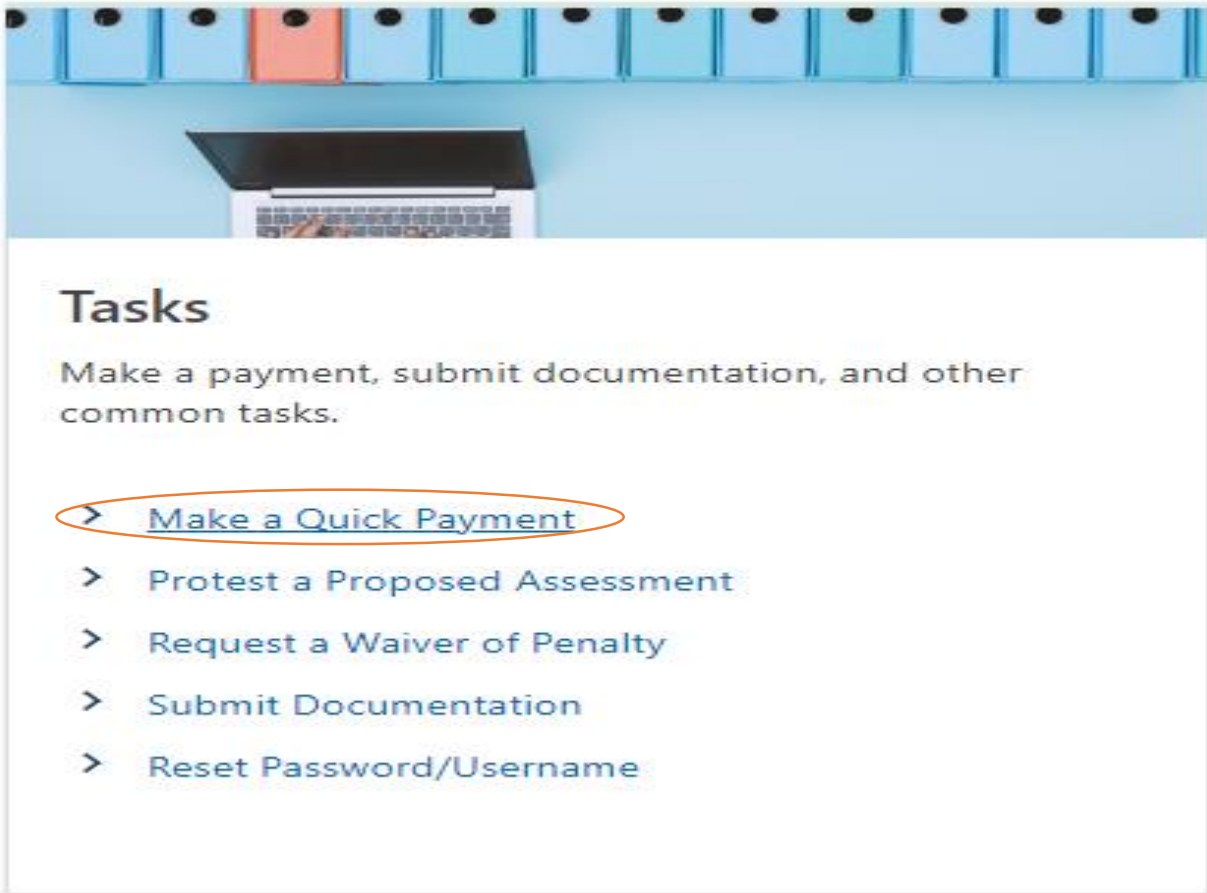 Tasks
Make a payment, submit documentation, and other
common tasks.
> Make a Quick Payment
> Protest a Proposed Assessment
> Request a Waiver of Penalty
> Submit Documentation
> Reset Password/Username